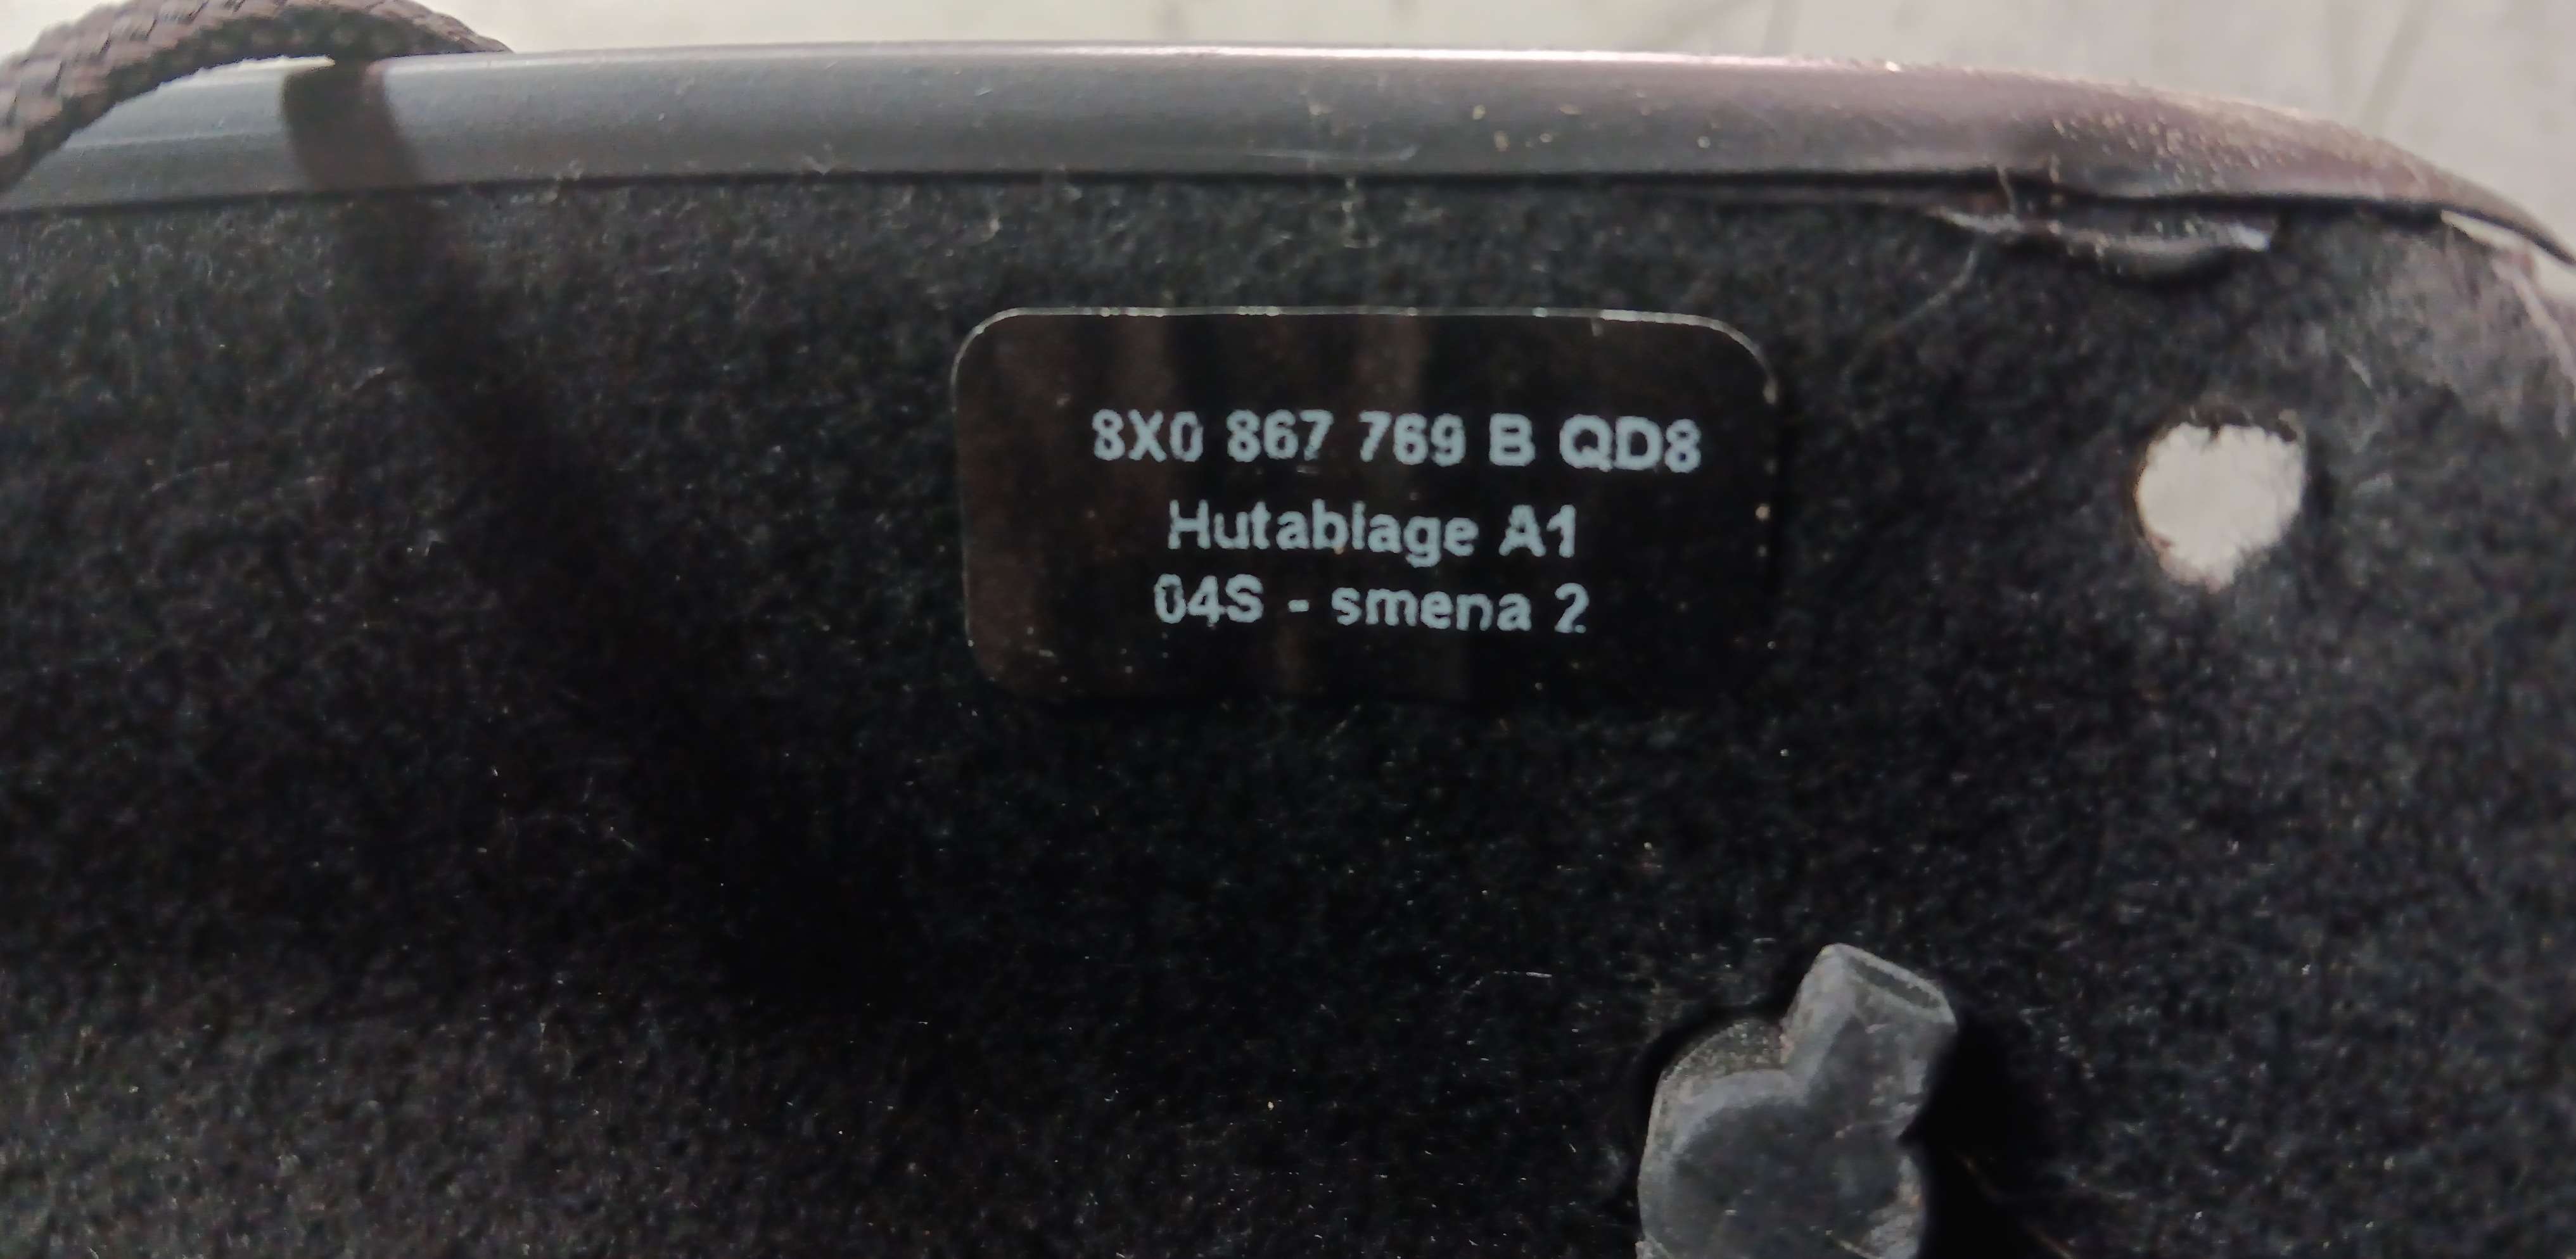 8X0 867 769 B QD8
Hutablage A1
04S - smena 2